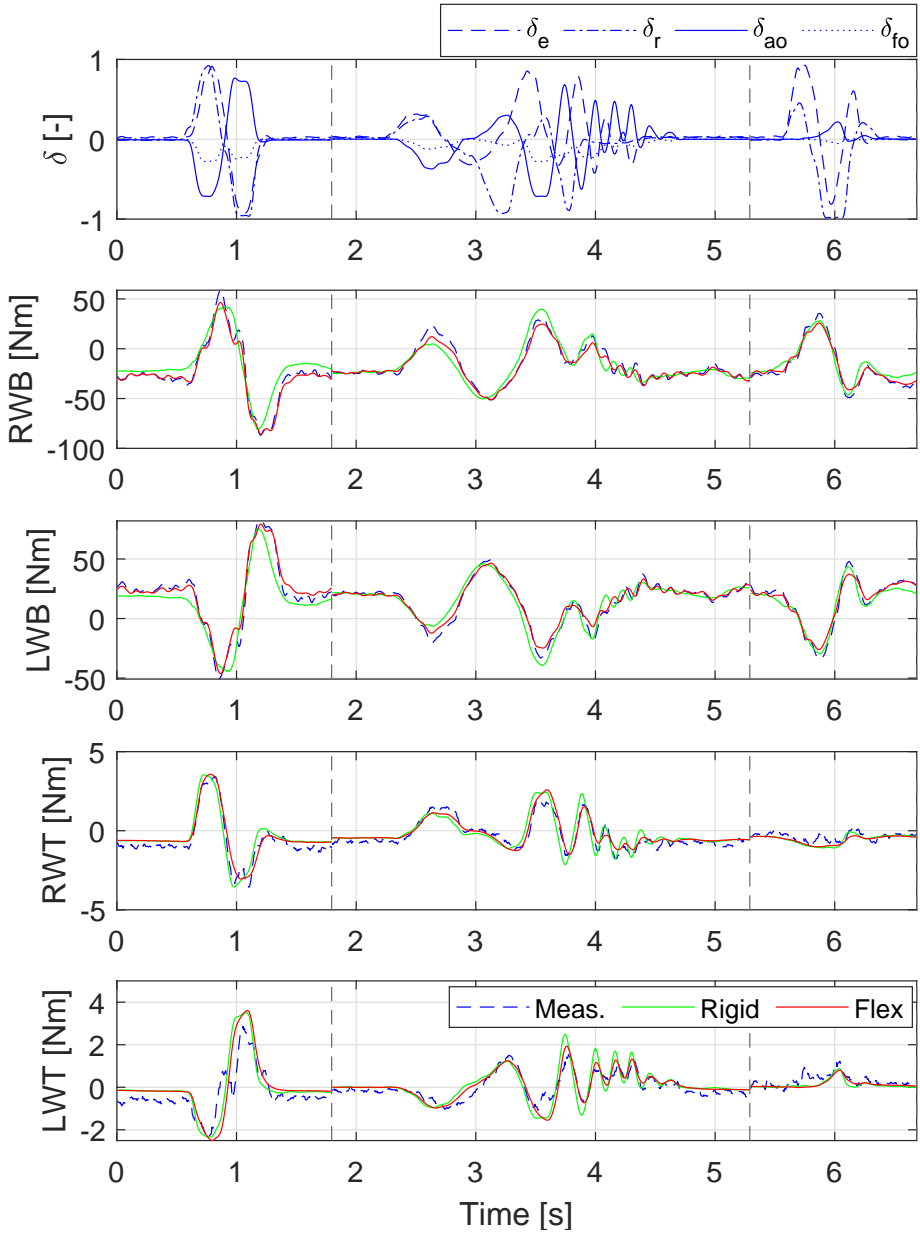 δe δr δao δfo
1
0
-1
δ [-]
0 1 2 3 4 5 6
50
0
-50
-100
RWB [Nm]
0 1 2 3 4 5 6
50
0
-50
LWB [Nm]
0 1 2 3 4 5 6
5
0
-5
RWT [Nm]
0 1 2 3 4 5 6
Meas. Rigid Flex
4
2
0
-2
LWT [Nm]
0 1 2 3 4 5 6
Time [s]